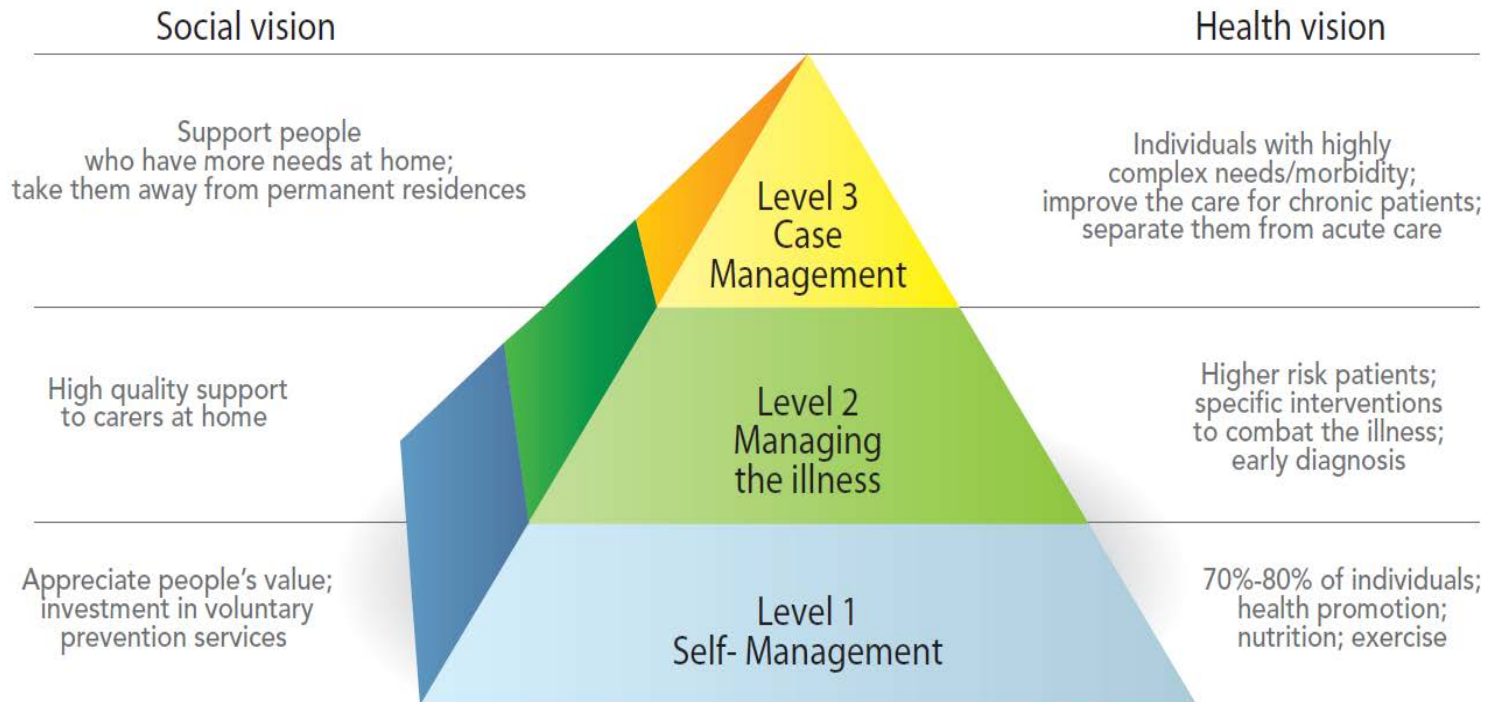 Social vision
Health vision
Support people
who have more needs at home;
take them away from permanent residences
Level 3
Case
Management
Individuals with highly
complex needs/morbidity;
improve the care for chronic patients;
separate them from acute care
High quality support
to carers at home
Level 2
Managing
the illness
Higher risk patients;
specific interventions
to combat the illness;
early diagnosis
Appreciate people’s value;
investment in voluntary
prevention services
Level 1
Self- Management
70%-80% of individuals;
health promotion;
nutrition; exercise